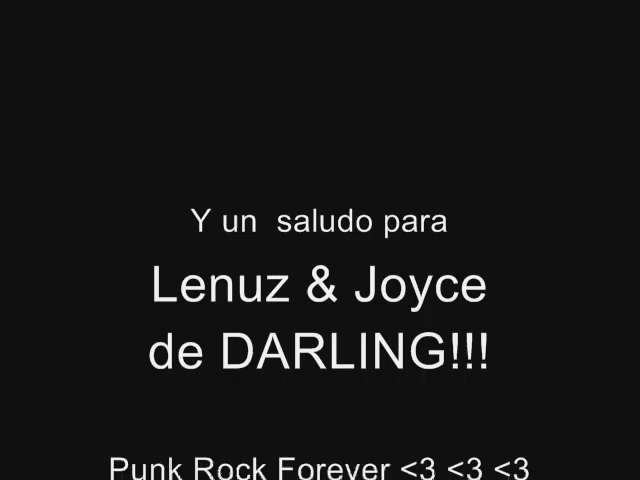 Y un  saludo para
Lenuz & Joyce
de DARLING!!!
Punk Rock Forever <3 <3 <3